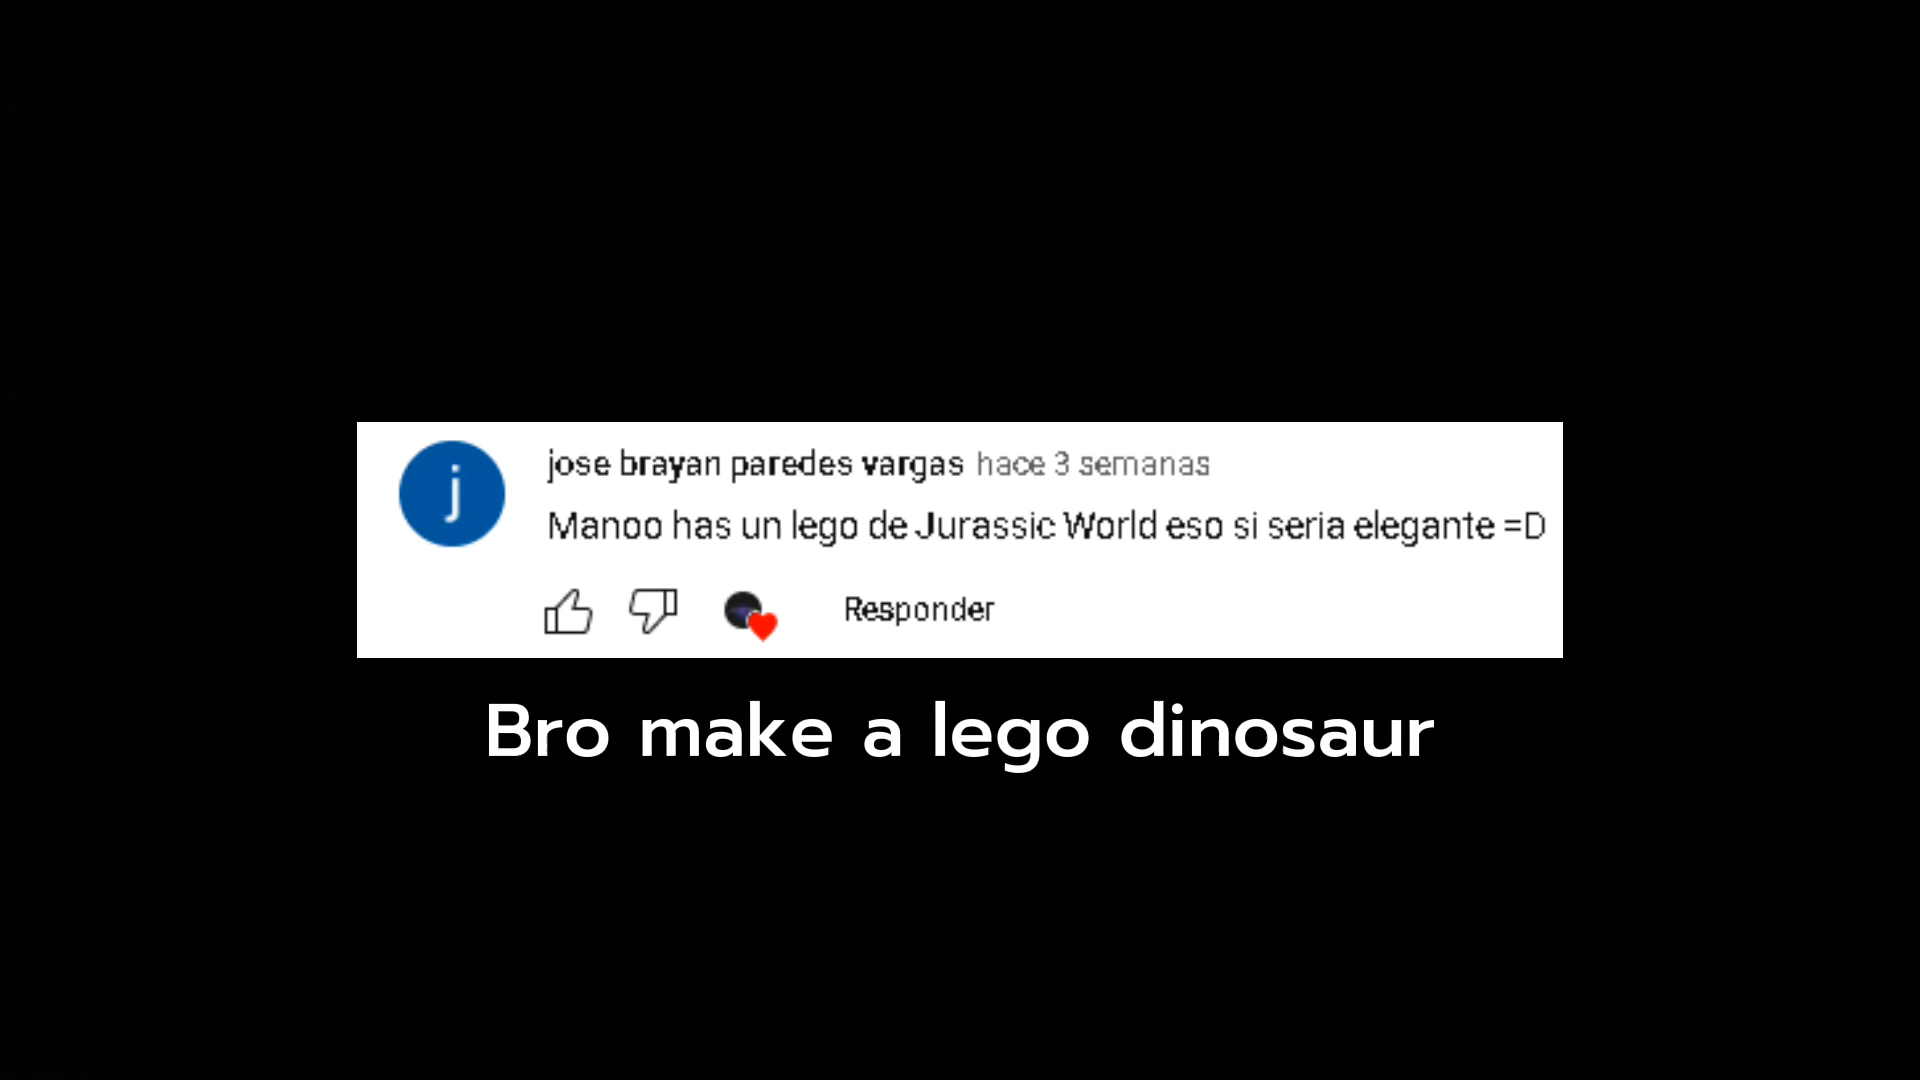 j
jose brayan paredes vargas hace 3 semanas
Manoo has un lego de Jurassic World eso si seria elegante =D
Responder
Bro make a lego dinosaur